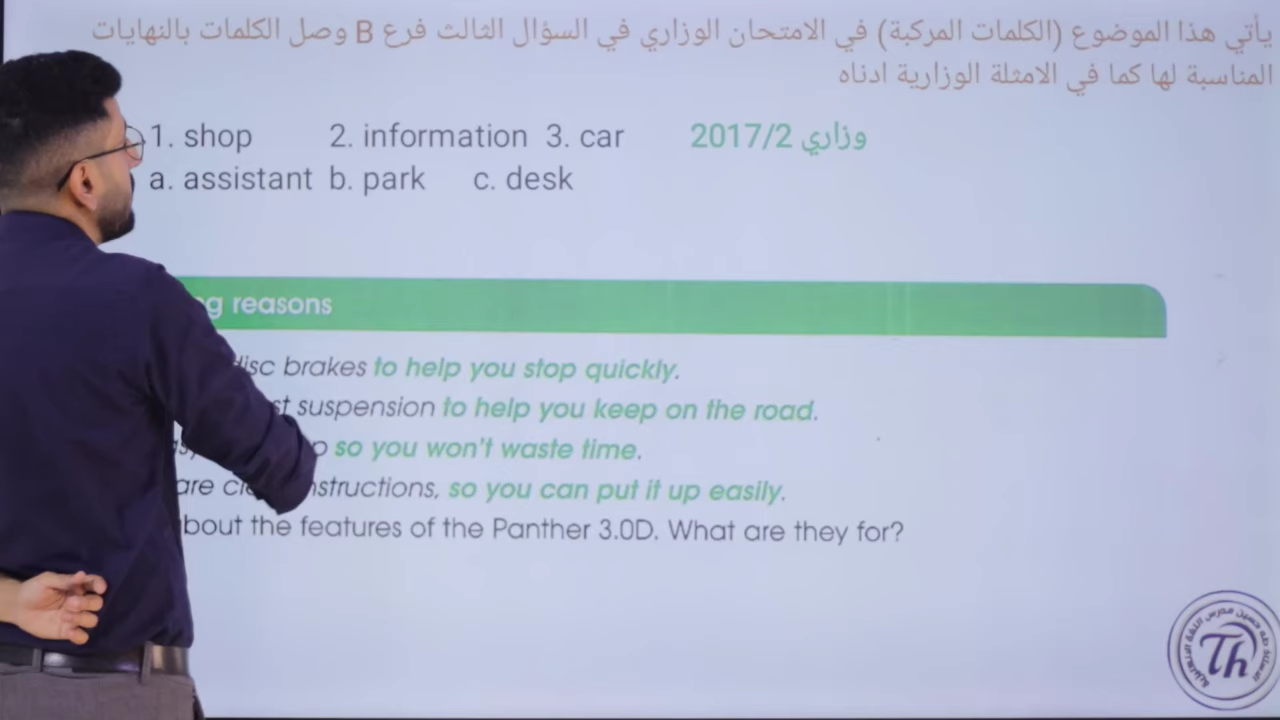 يأتي هذا الموضوع (الكلمات المركبة) في الامتحان الوزاري في السؤال الثالث فرع B وصل الكلمات بالنهايات
المناسبة لها كما في الامثلة الوزارية ادناه
1. shop 2. information 3. car وزاري 2017/2
a. assistant b. park c. desk
reasons
disc brakes to help you stop quickly.
suspension to help you keep on the road.
so you won't waste time.
are instructions, so you can put it up easily.
about the features of the Panther 3.0D. What are they for?
Th